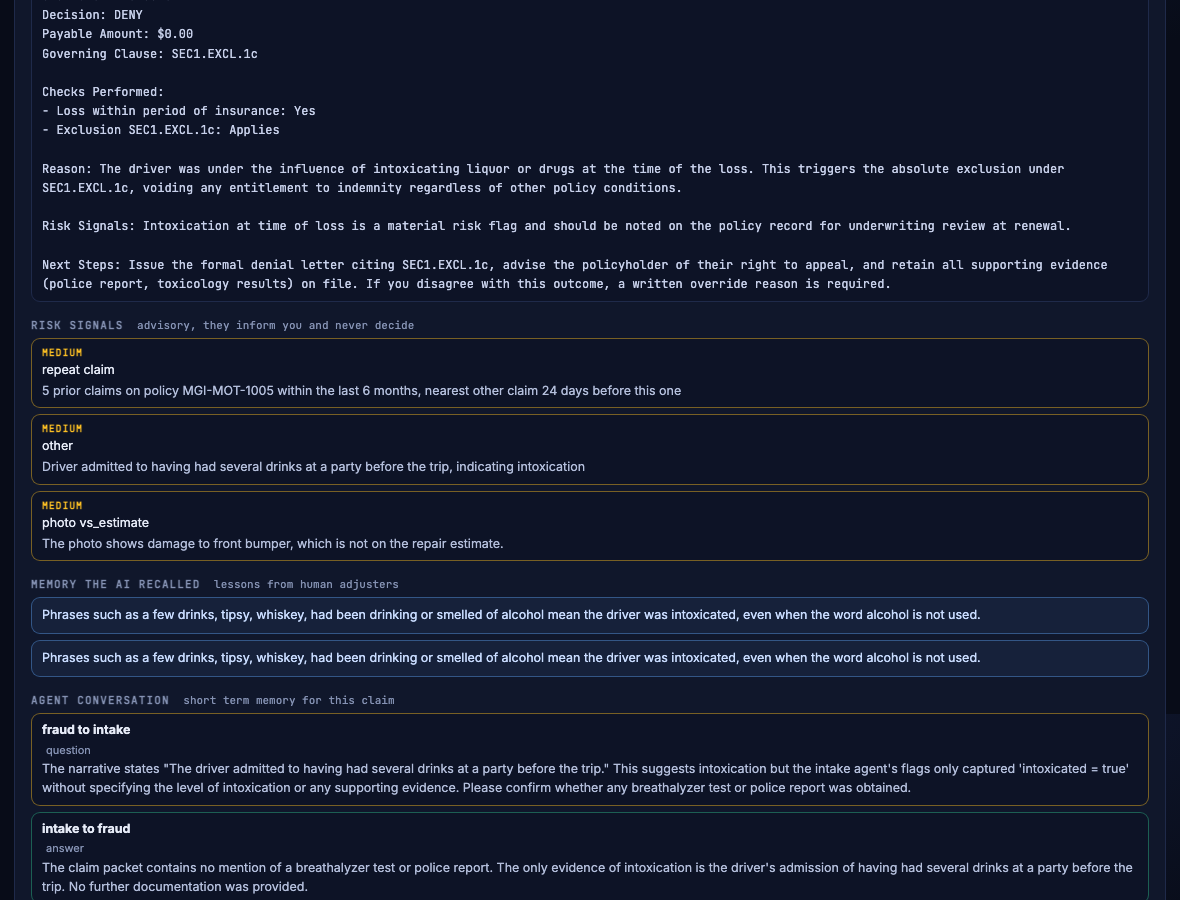 Decision: DENY
Payable Amount: $0.00
Governing Clause: SEC1.EXCL.1c
Checks Performed:
- Loss within period of insurance: Yes
- Exclusion SEC1.EXCL.1c: Applies
Reason: The driver was under the influence of intoxicating liquor or drugs at the time of the loss. This triggers the absolute exclusion under
SEC1.EXCL.1c, voiding any entitlement to indemnity regardless of other policy conditions.
Risk Signals: Intoxication at time of loss is a material risk flag and should be noted on the policy record for underwriting review at renewal.
Next Steps: Issue the formal denial letter citing SEC1.EXCL.1c, advise the policyholder of their right to appeal, and retain all supporting evidence
(police report, toxicology results) on file. If you disagree with this outcome, a written override reason is required.
RISK SIGNALS advisory, they inform you and never decide
MEDIUM
repeat claim
5 prior claims on policy MGI-MOT-1005 within the last 6 months, nearest other claim 24 days before this one
MEDIUM
other
Driver admitted to having had several drinks at a party before the trip, indicating intoxication
MEDIUM
photo vs_estimate
The photo shows damage to front bumper, which is not on the repair estimate.
MEMORY THE AI RECALLED lessons from human adjusters
Phrases such as a few drinks, tipsy, whiskey, had been drinking or smelled of alcohol mean the driver was intoxicated, even when the word alcohol is not used.
Phrases such as a few drinks, tipsy, whiskey, had been drinking or smelled of alcohol mean the driver was intoxicated, even when the word alcohol is not used.
AGENT CONVERSATION short term memory for this claim
fraud to intake
question
The narrative states "The driver admitted to having had several drinks at a party before the trip." This suggests intoxication but the intake agent's flags only captured 'intoxicated = true'
without specifying the level of intoxication or any supporting evidence. Please confirm whether any breathalyzer test or police report was obtained.
intake to fraud
answer
The claim packet contains no mention of a breathalyzer test or police report. The only evidence of intoxication is the driver's admission of having had several drinks at a party before the
trip. No further documentation was provided.